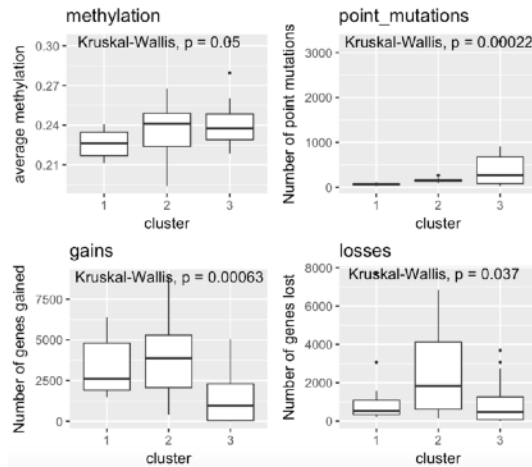 methylation
Kruskal-Wallis, p = 0.05
average methylation
0.30
0.27
0.24
0.21
1 2 3
cluster
point_mutations
Kruskal-Wallis, p = 0.00022
Number of point mutations
3000
2000
1000
0
1 2 3
cluster
gains
Kruskal-Wallis, p = 0.00063
Number of genes gained
7500
5000
2500
0
1 2 3
cluster
losses
Kruskal-Wallis, p = 0.037
Number of genes lost
8000
6000
4000
2000
0
1 2 3
cluster